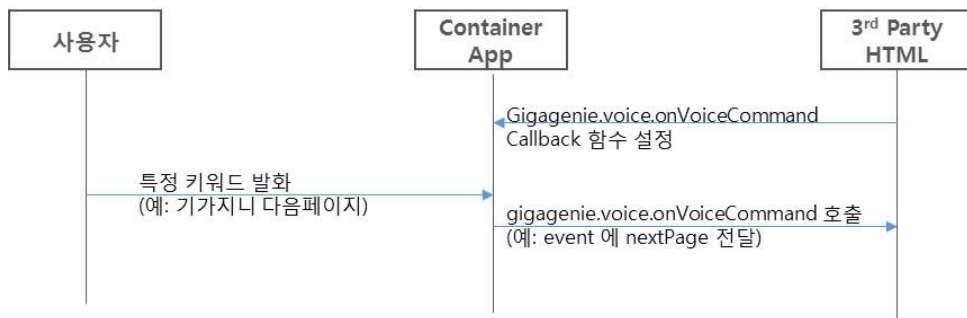 사용자
Container
App
3rd Party
HTML
Gigagenie.voice.onVoiceCommand
Callback 함수 설정
특정 키워드 발화
(예: 기가지니 다음페이지)
gigagenie.voice.onVoiceCommand 호출
(예: event 에 nextPage 전달)